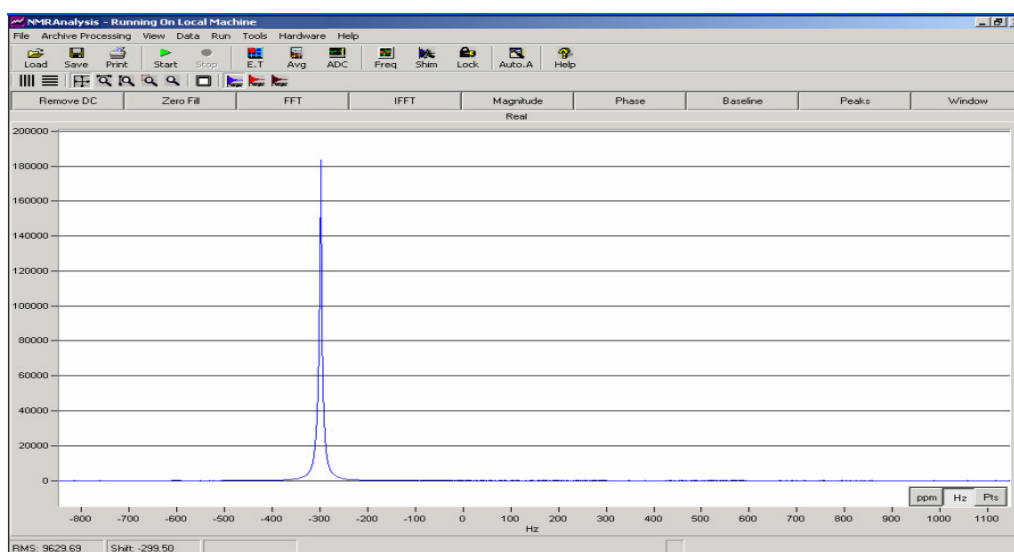 NMRAnalysis - Running On Local Machine
File Archive Processing View Data Run Tools Hardware Help
Load Save Print Start Stop E.T Avg ADC Freq Shim Lock Auto.A Help
Remove DC Zero Fill FFT IFFT Magnitude Phase Baseline Peaks Window
Real
200000
180000
160000
140000
120000
100000
80000
60000
40000
20000
0
ppm Hz Pts
-800 -700 -600 -500 -400 -300 -200 -100 0 100 200 300 400 500 600 700 800 900 1000 1100
Hz
RMS: 9629.69 Shift: -299.50